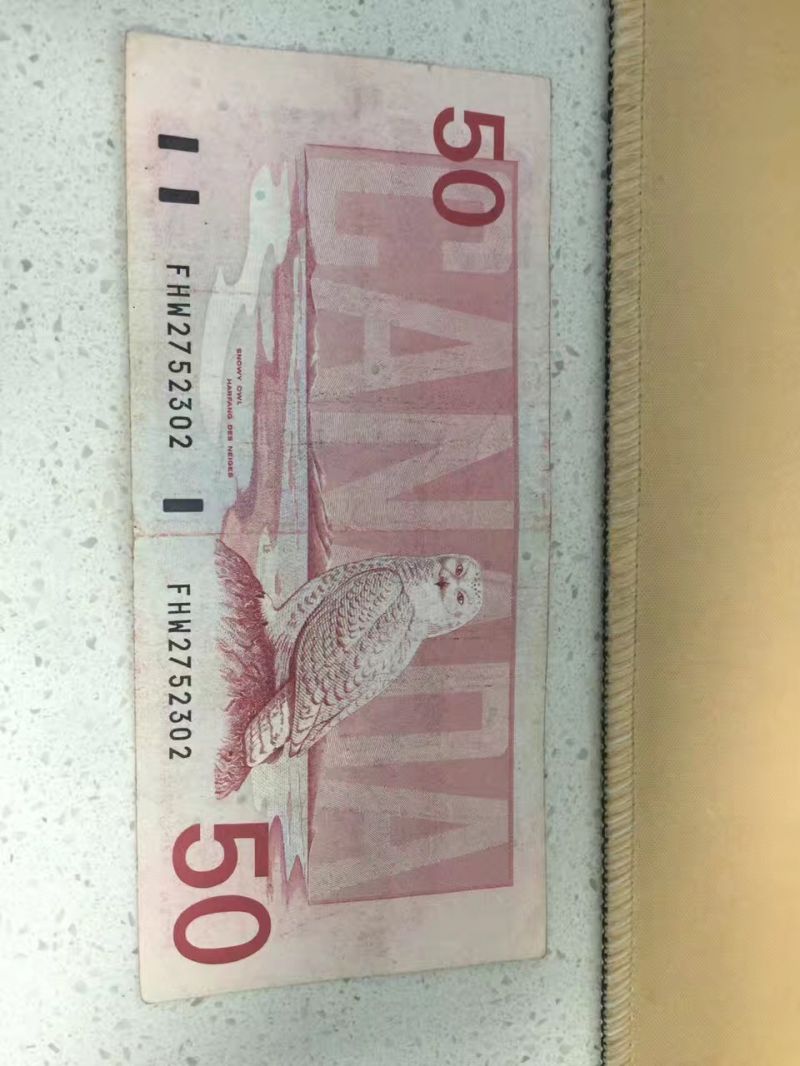 50
CANADA
SNOWY OWL
HARFANG DES NEIGES
FHW2752302
FHW2752302
50